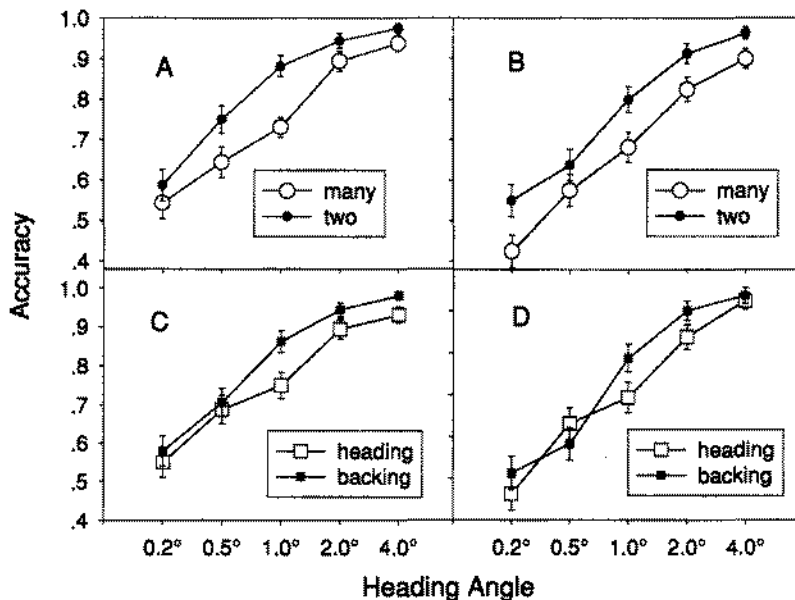 1.0
.9
.8
.7
.6
.5
.4
A
many
two
B
many
two
Accuracy
1.0
.9
.8
.7
.6
.5
.4
C
heading
backing
D
heading
backing
0.2° 0.5° 1.0° 2.0° 4.0° 0.2° 0.5° 1.0° 2.0° 4.0°
Heading Angle